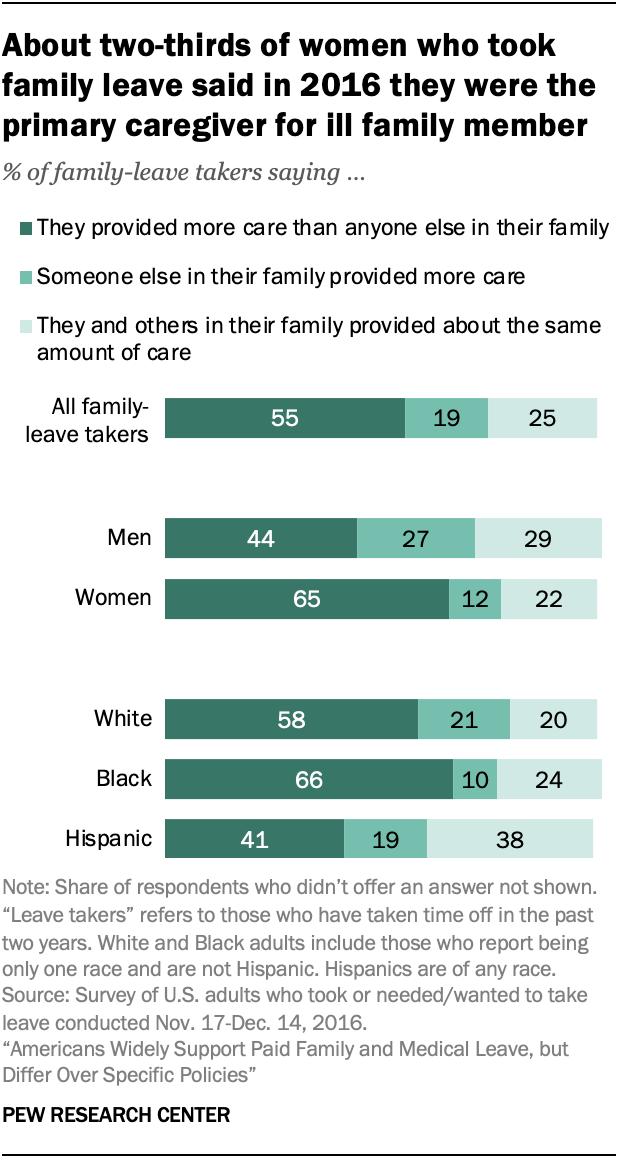 About two-thirds of women who took
family leave said in 2016 they were the
primary caregiver for ill family member
% of family-leave takers saying ...
They provided more care than anyone else in their family
Someone else in their family provided more care
They and others in their family provided about the same
amount of care
All family-
leave takers
55 19 25
Men 44 27 29
Women 65 12 22
White 58 21 20
Black 66 10 24
Hispanic 41 19 38
Note: Share of respondents who didn’t offer an answer not shown.
“Leave takers” refers to those who have taken time off in the past
two years. White and Black adults include those who report being
only one race and are not Hispanic. Hispanics are of any race.
Source: Survey of U.S. adults who took or needed/wanted to take
leave conducted Nov. 17-Dec. 14, 2016.
“Americans Widely Support Paid Family and Medical Leave, but
Differ Over Specific Policies”
PEW RESEARCH CENTER